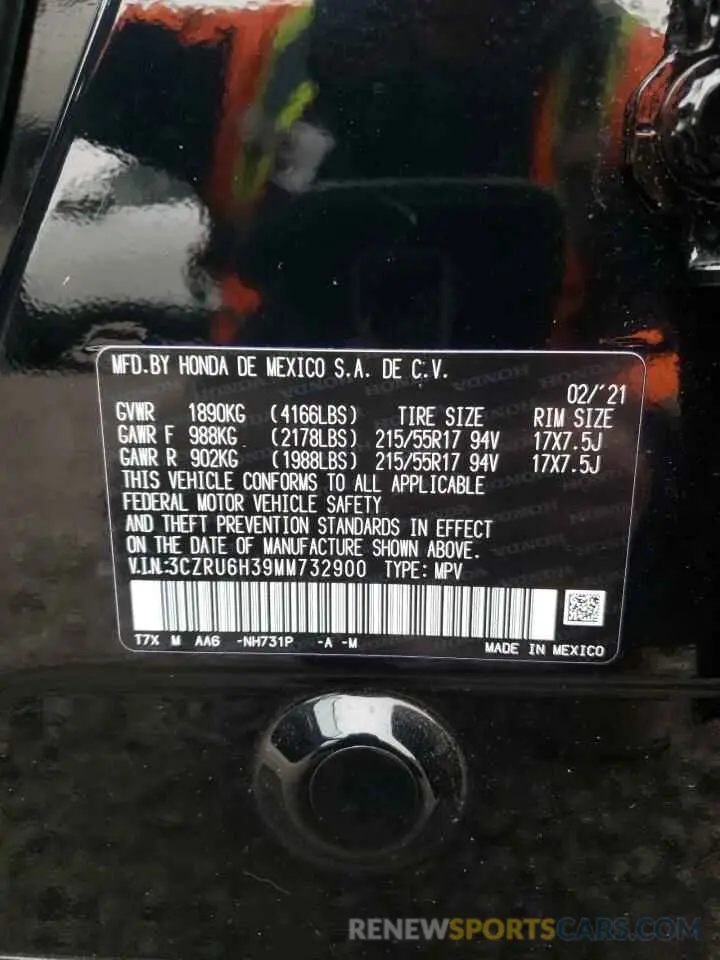 MFD.BY HONDA DE MEXICO S.A. DE C.V.
02/'21
GVWR 1890KG (4166LBS) TIRE SIZE RIM SIZE
GAWR F 988KG (2178LBS) 215/55R17 94V 17X7.5J
GAWR R 902KG (1988LBS) 215/55R17 94V 17X7.5J
THIS VEHICLE CONFORMS TO ALL APPLICABLE
FEDERAL MOTOR VEHICLE SAFETY
AND THEFT PREVENTION STANDARDS IN EFFECT
ON THE DATE OF MANUFACTURE SHOWN ABOVE.
V.I.N:3CZRU6H39MM732900 TYPE: MPV
T7X M AA6 -NH731P -A -M MADE IN MEXICO
RENEWSPORTSCARS.COM